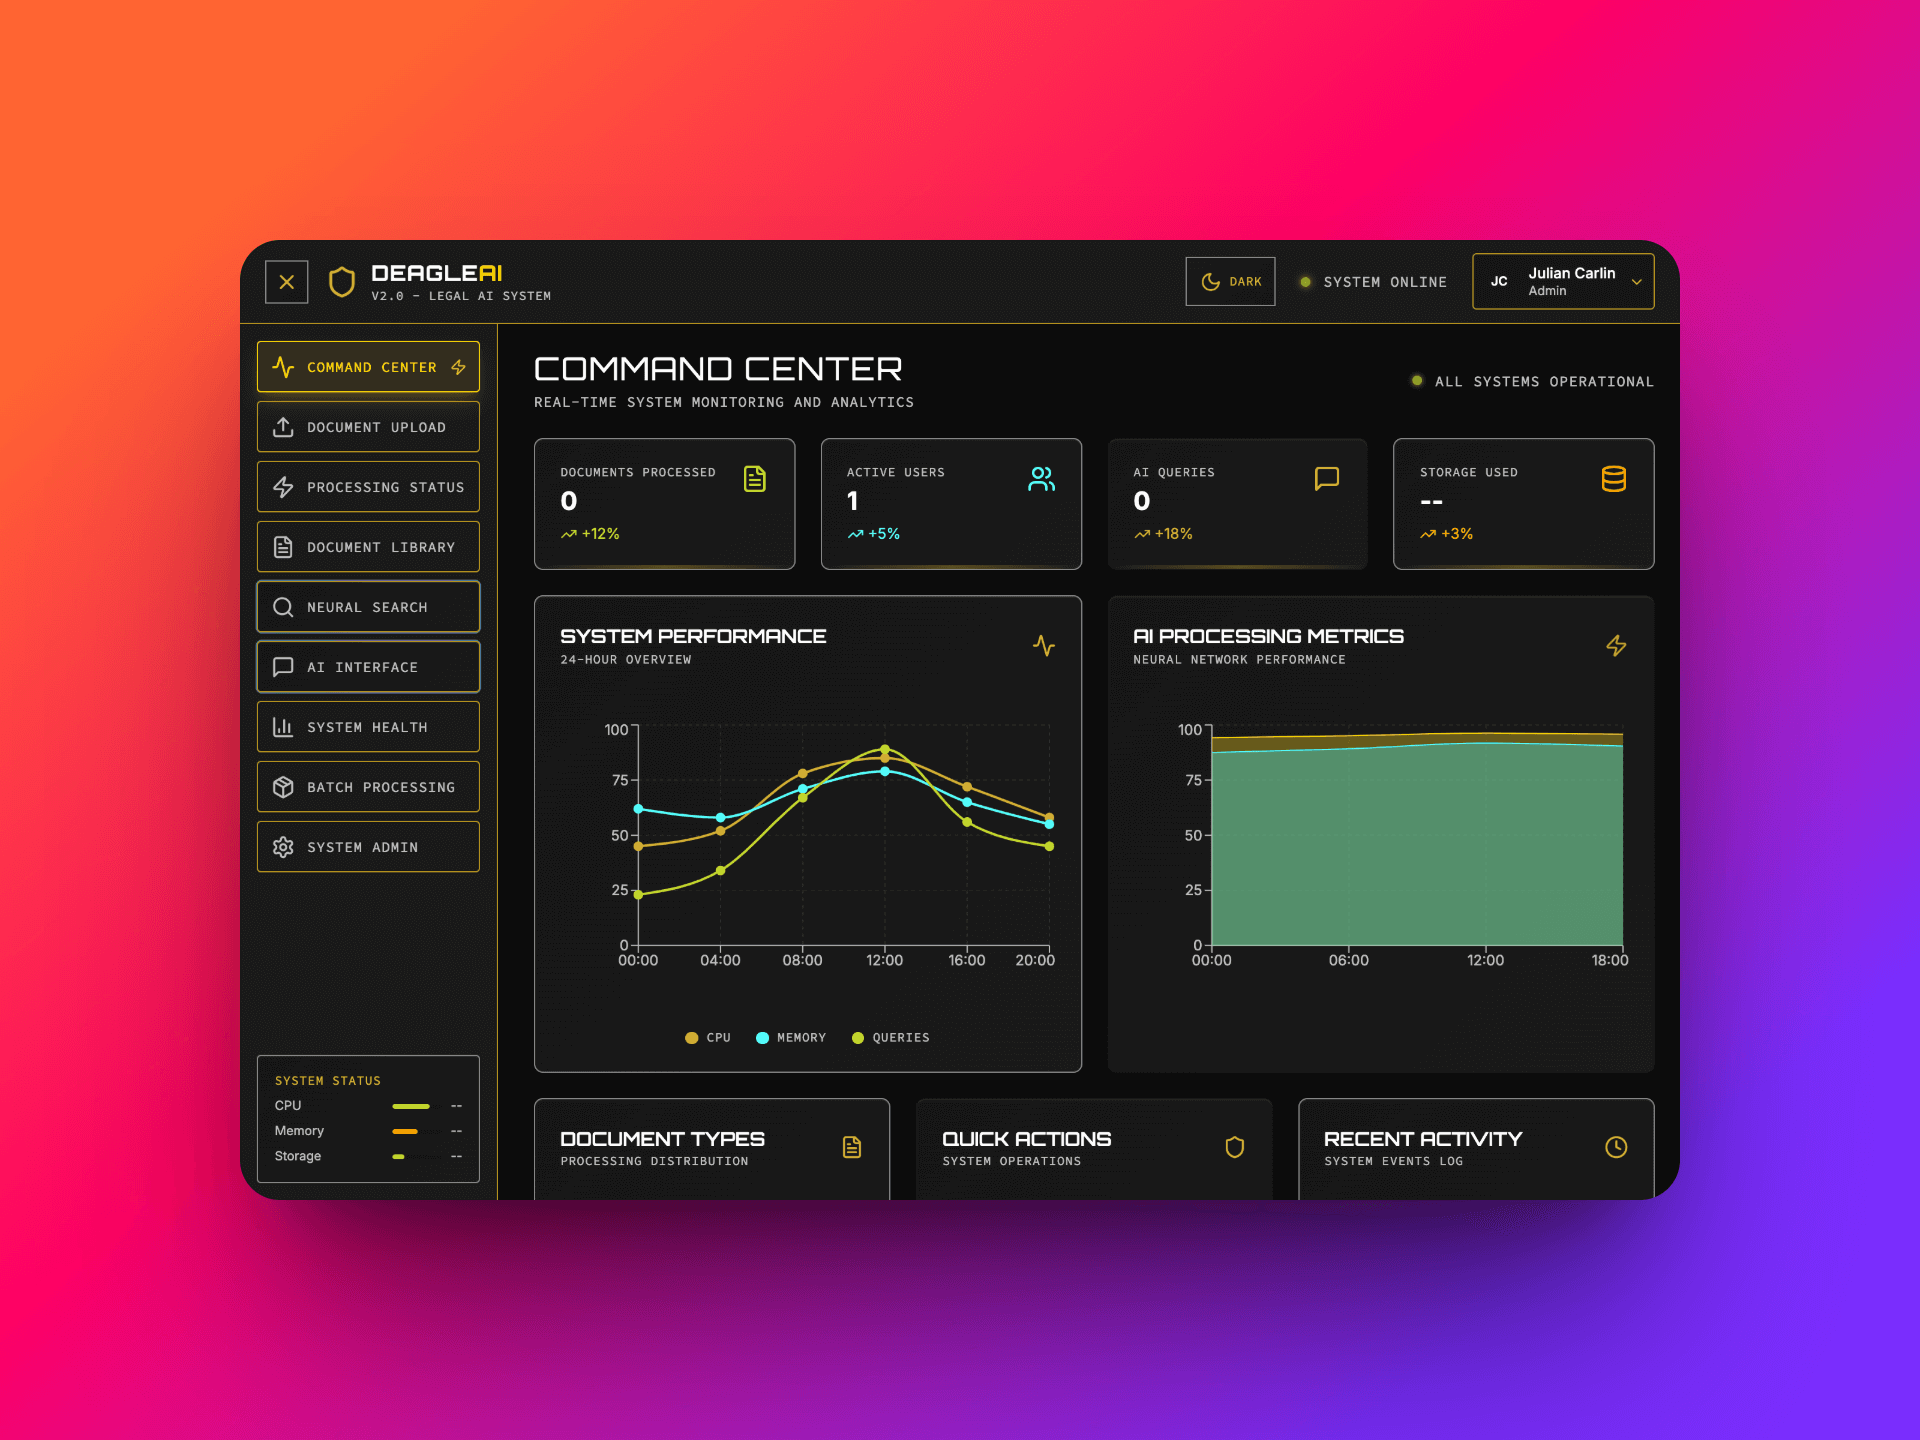 DEAGLEAI
V2.0 - LEGAL AI SYSTEM
DARK
SYSTEM ONLINE
JC
Julian Carlin
Admin
COMMAND CENTER
DOCUMENT UPLOAD
PROCESSING STATUS
DOCUMENT LIBRARY
NEURAL SEARCH
AI INTERFACE
SYSTEM HEALTH
BATCH PROCESSING
SYSTEM ADMIN
SYSTEM STATUS
CPU --
Memory --
Storage --
COMMAND CENTER
REAL-TIME SYSTEM MONITORING AND ANALYTICS
ALL SYSTEMS OPERATIONAL
DOCUMENTS PROCESSED
0
+12%
ACTIVE USERS
1
+5%
AI QUERIES
0
+18%
STORAGE USED
--
+3%
SYSTEM PERFORMANCE
24-HOUR OVERVIEW
100
75
50
25
0
00:00 04:00 08:00 12:00 16:00 20:00
CPU MEMORY QUERIES
AI PROCESSING METRICS
NEURAL NETWORK PERFORMANCE
100
75
50
25
0
00:00 06:00 12:00 18:00
DOCUMENT TYPES
PROCESSING DISTRIBUTION
QUICK ACTIONS
SYSTEM OPERATIONS
RECENT ACTIVITY
SYSTEM EVENTS LOG